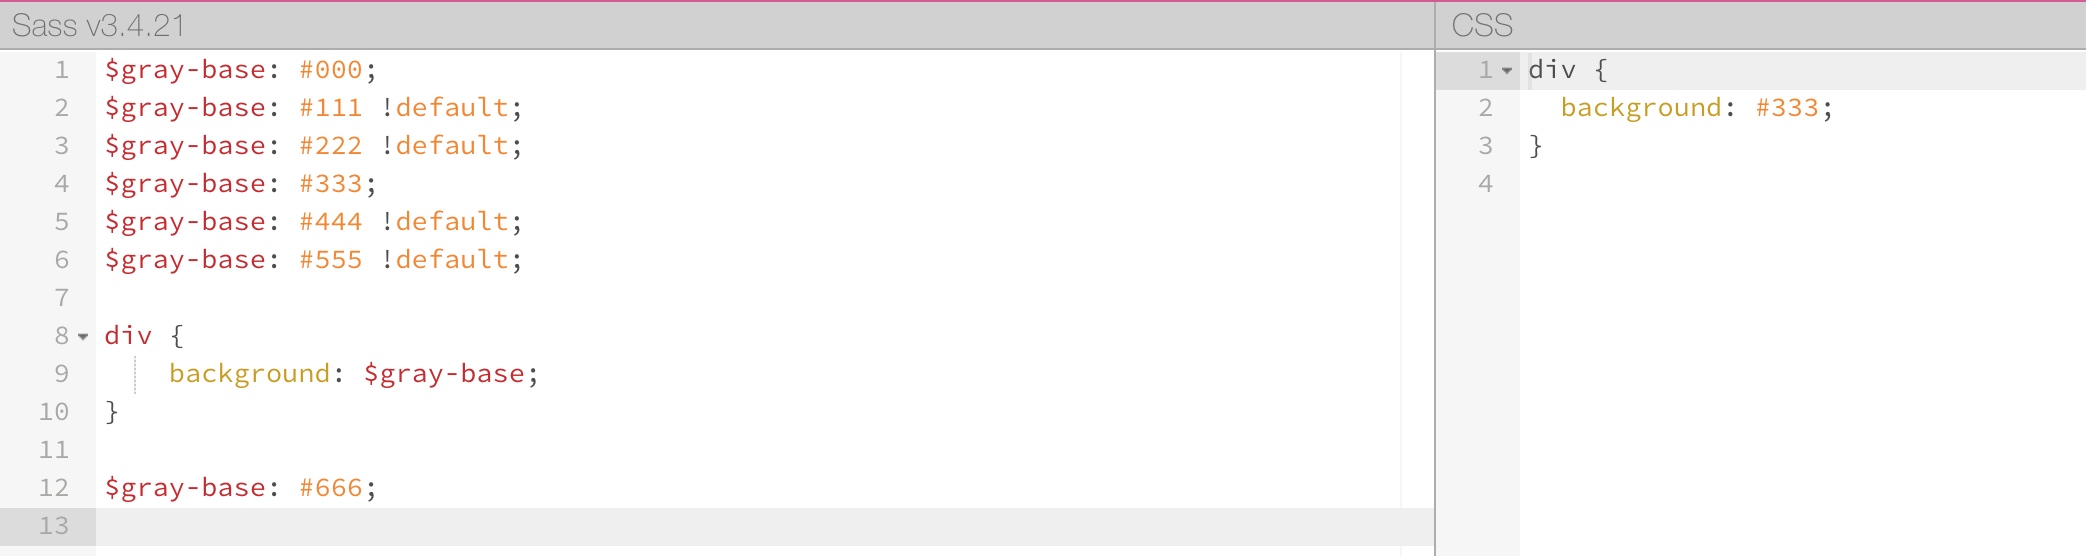 Sass v3.4.21
1 $gray-base: #000;
2 $gray-base: #111 !default;
3 $gray-base: #222 !default;
4 $gray-base: #333;
5 $gray-base: #444 !default;
6 $gray-base: #555 !default;
7
8 div {
9     background: $gray-base;
10 }
11
12 $gray-base: #666;
13
CSS
1 div {
2   background: #333;
3 }
4